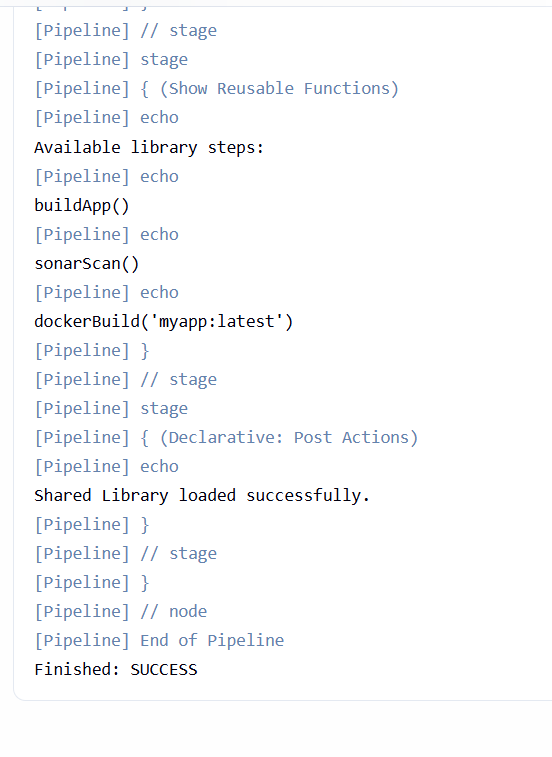 [Pipeline] // stage
[Pipeline] stage
[Pipeline] { (Show Reusable Functions)
[Pipeline] echo
Available library steps:
[Pipeline] echo
buildApp()
[Pipeline] echo
sonarScan()
[Pipeline] echo
dockerBuild('myapp:latest')
[Pipeline] }
[Pipeline] // stage
[Pipeline] stage
[Pipeline] { (Declarative: Post Actions)
[Pipeline] echo
Shared Library loaded successfully.
[Pipeline] }
[Pipeline] // stage
[Pipeline] }
[Pipeline] // node
[Pipeline] End of Pipeline
Finished: SUCCESS